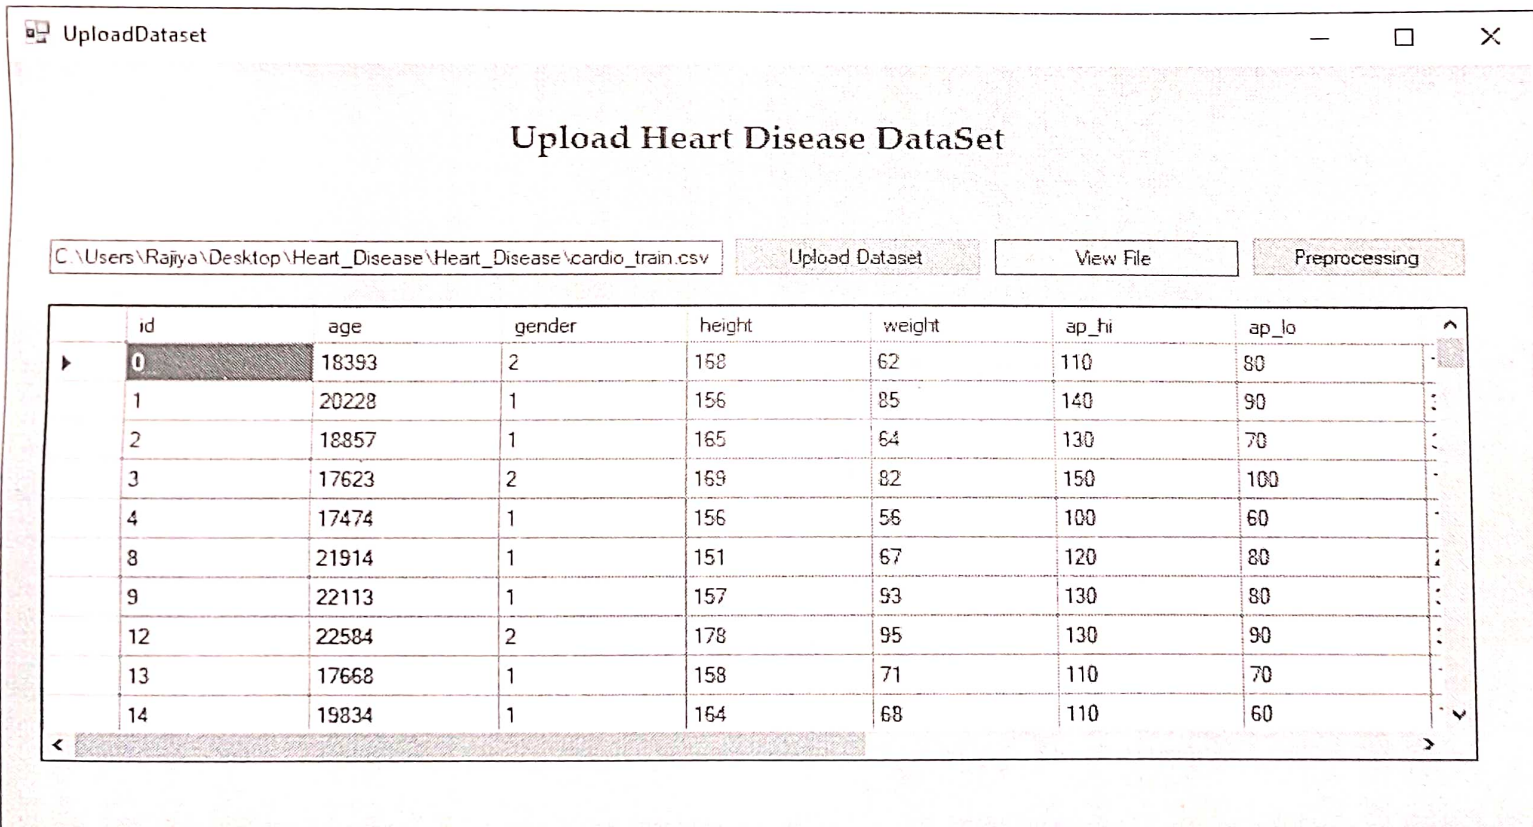 UploadDataset
Upload Heart Disease DataSet
C:\Users\Rajiya\Desktop\Heart_Disease\Heart_Disease\cardio_train.csv Upload Dataset View File Preprocessing
id age gender height weight ap_hi ap_lo
0 18393 2 168 62 110 80
1 20228 1 156 85 140 90
2 18857 1 165 64 130 70
3 17623 2 169 82 150 100
4 17474 1 156 56 100 60
8 21914 1 151 67 120 80
9 22113 1 157 93 130 80
12 22584 2 178 95 130 90
13 17668 1 158 71 110 70
14 19834 1 164 68 110 60